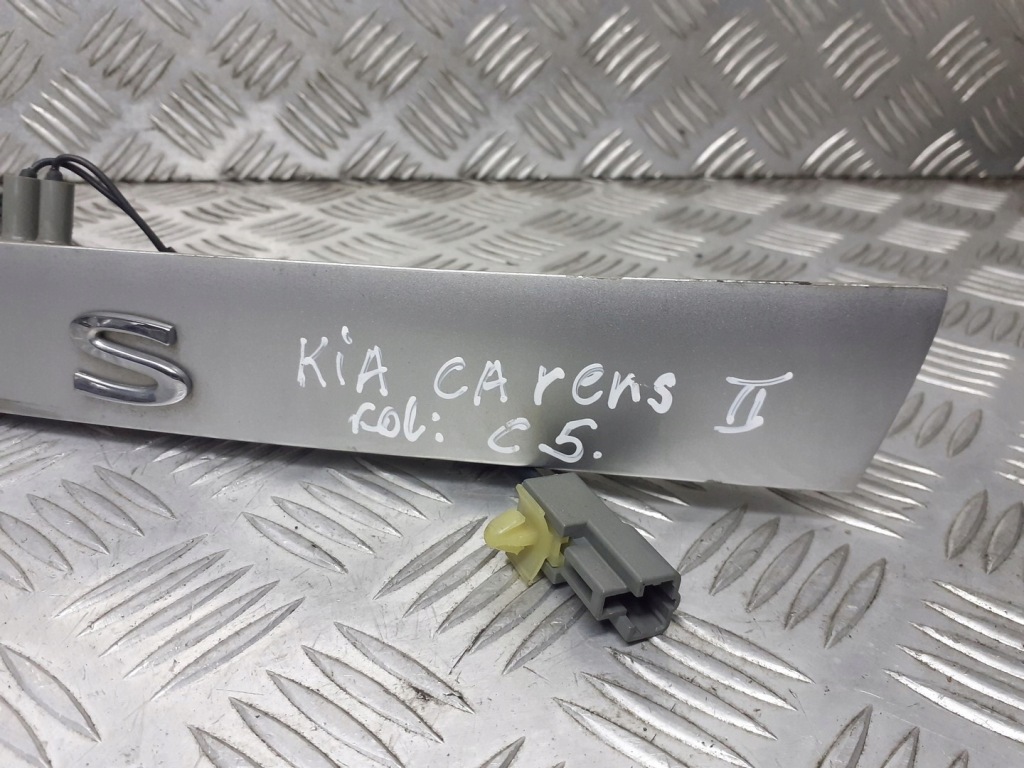 S
KiA CArens II
kol: C5.